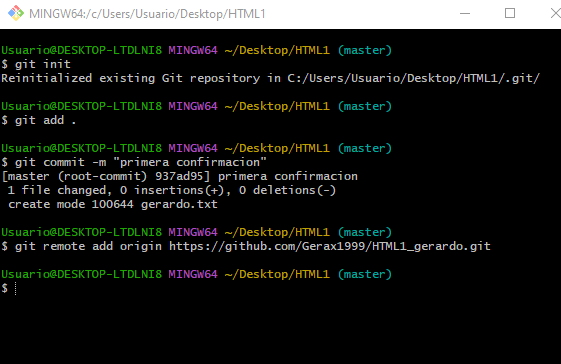 MINGW64:/c/Users/Usuario/Desktop/HTML1
Usuario@DESKTOP-LTDLNI8 MINGW64 ~/Desktop/HTML1 (master)
$ git init
Reinitialized existing Git repository in C:/Users/Usuario/Desktop/HTML1/.git/
Usuario@DESKTOP-LTDLNI8 MINGW64 ~/Desktop/HTML1 (master)
$ git add .
Usuario@DESKTOP-LTDLNI8 MINGW64 ~/Desktop/HTML1 (master)
$ git commit -m "primera confirmacion"
[master (root-commit) 937ad95] primera confirmacion
 1 file changed, 0 insertions(+), 0 deletions(-)
 create mode 100644 gerardo.txt
Usuario@DESKTOP-LTDLNI8 MINGW64 ~/Desktop/HTML1 (master)
$ git remote add origin https://github.com/Gerax1999/HTML1_gerardo.git
Usuario@DESKTOP-LTDLNI8 MINGW64 ~/Desktop/HTML1 (master)
$